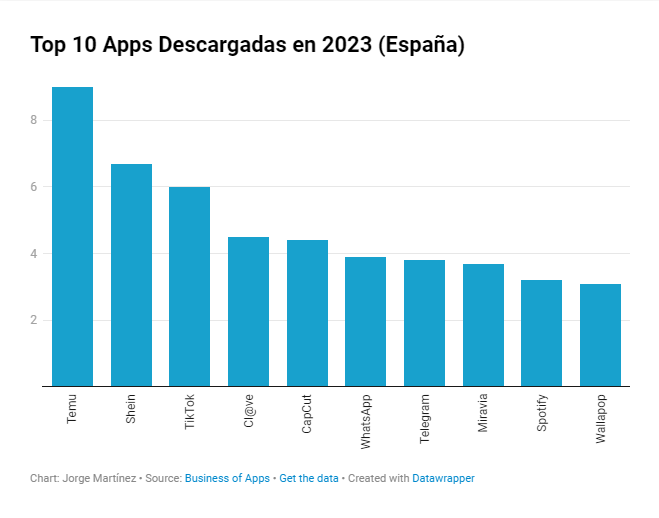 Top 10 Apps Descargadas en 2023 (España)
8
6
4
2
Temu
Shein
TikTok
Cl@ve
CapCut
WhatsApp
Telegram
Miravia
Spotify
Wallapop
Chart: Jorge Martínez • Source: Business of Apps • Get the data • Created with Datawrapper